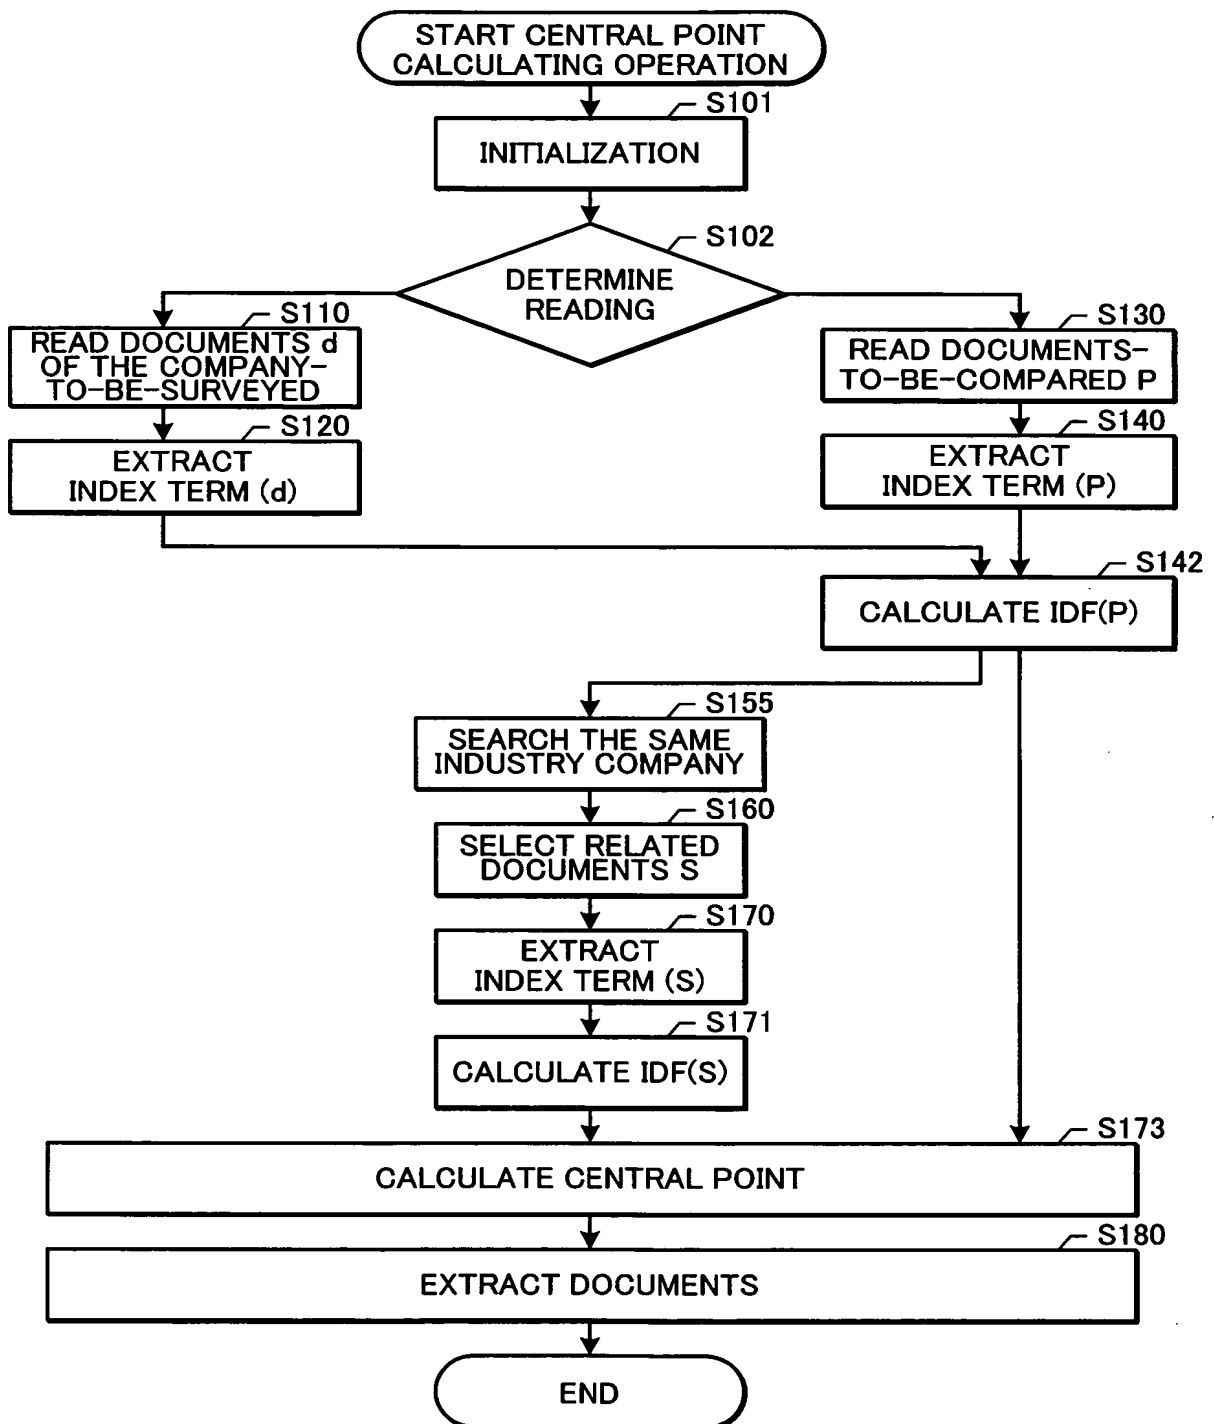 START CENTRAL POINT
CALCULATING OPERATION
S101
INITIALIZATION
S102
DETERMINE
READING
S110
READ DOCUMENTS d
OF THE COMPANY-
TO-BE-SURVEYED
S130
READ DOCUMENTS-
TO-BE-COMPARED P
S120
EXTRACT
INDEX TERM (d)
S140
EXTRACT
INDEX TERM (P)
S142
CALCULATE IDF(P)
S155
SEARCH THE SAME
INDUSTRY COMPANY
S160
SELECT RELATED
DOCUMENTS S
S170
EXTRACT
INDEX TERM (S)
S171
CALCULATE IDF(S)
S173
CALCULATE CENTRAL POINT
S180
EXTRACT DOCUMENTS
END